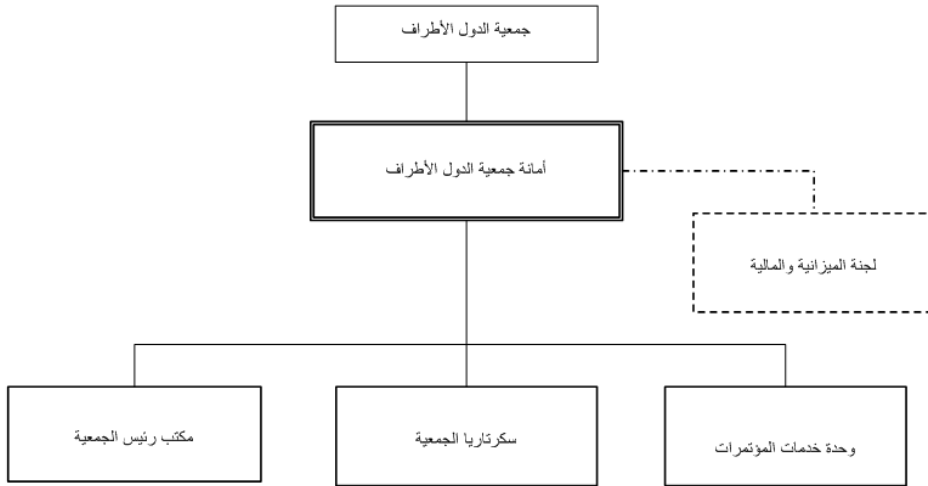 جمعية الدول الأطراف
أمانة جمعية الدول الأطراف
لجنة الميزانية والمالية
وحدة خدمات المؤتمرات
سكرتاريا الجمعية
مكتب رئيس الجمعية